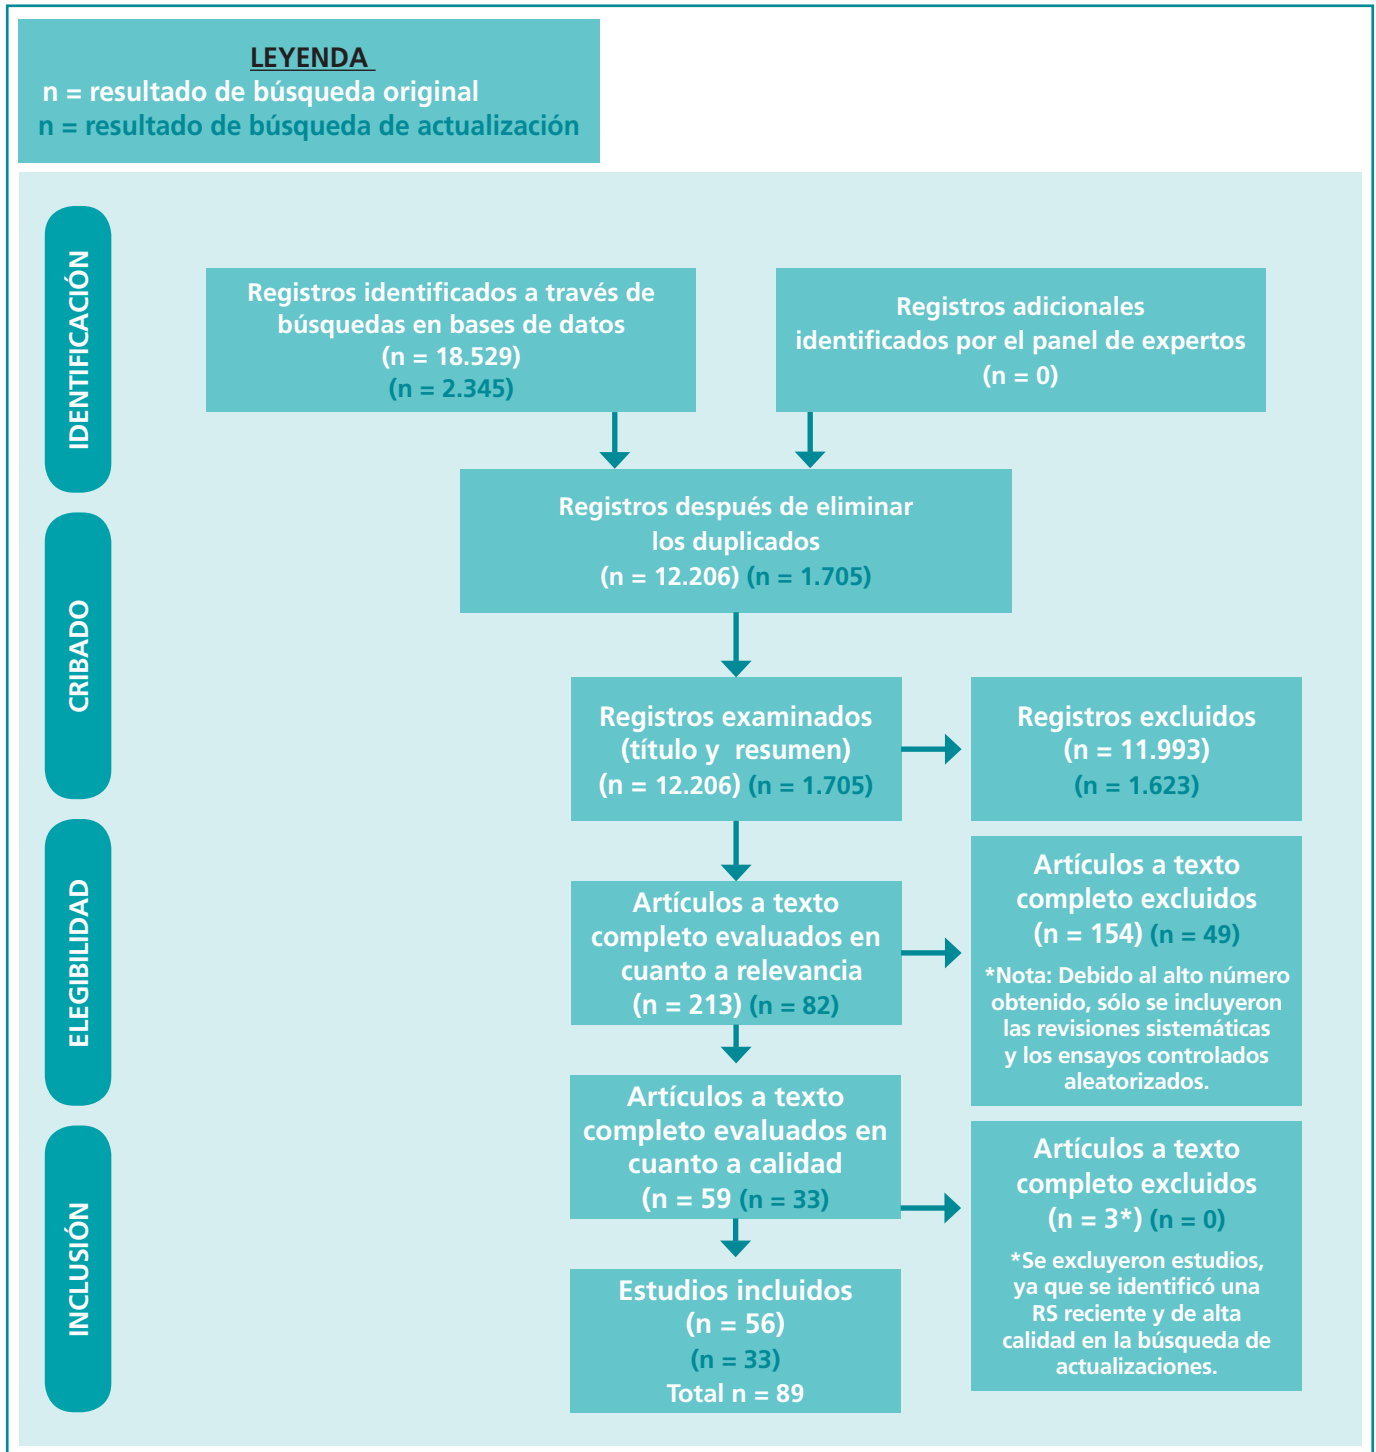 LEYENDA
n = resultado de búsqueda original
n = resultado de búsqueda de actualización
IDENTIFICACIÓN
Registros identificados a través de
búsquedas en bases de datos
(n = 18.529)
(n = 2.345)
Registros adicionales
identificados por el panel de expertos
(n = 0)
Registros después de eliminar
los duplicados
(n = 12.206) (n = 1.705)
CRIBADO
Registros examinados
(título y resumen)
(n = 12.206) (n = 1.705)
Registros excluidos
(n = 11.993)
(n = 1.623)
ELEGIBILIDAD
Artículos a texto
completo evaluados en
cuanto a relevancia
(n = 213) (n = 82)
Artículos a texto
completo excluidos
(n = 154) (n = 49)
*Nota: Debido al alto número
obtenido, sólo se incluyeron
las revisiones sistemáticas
y los ensayos controlados
aleatorizados.
Artículos a texto
completo evaluados en
cuanto a calidad
(n = 59 (n = 33)
INCLUSIÓN
Artículos a texto
completo excluidos
(n = 3*) (n = 0)
*Se excluyeron estudios,
ya que se identificó una
RS reciente y de alta
calidad en la búsqueda de
actualizaciones.
Estudios incluidos
(n = 56)
(n = 33)
Total n = 89